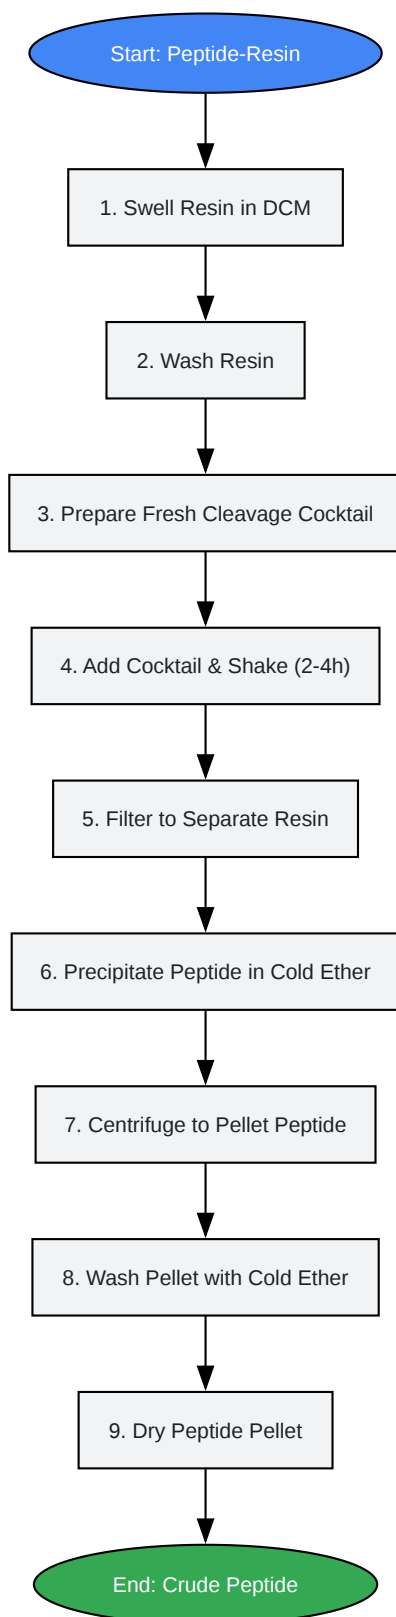 Start: Peptide-Resin
1. Swell Resin in DCM
2. Wash Resin
3. Prepare Fresh Cleavage Cocktail
4. Add Cocktail & Shake (2-4h)
5. Filter to Separate Resin
6. Precipitate Peptide in Cold Ether
7. Centrifuge to Pellet Peptide
8. Wash Pellet with Cold Ether
9. Dry Peptide Pellet
End: Crude Peptide